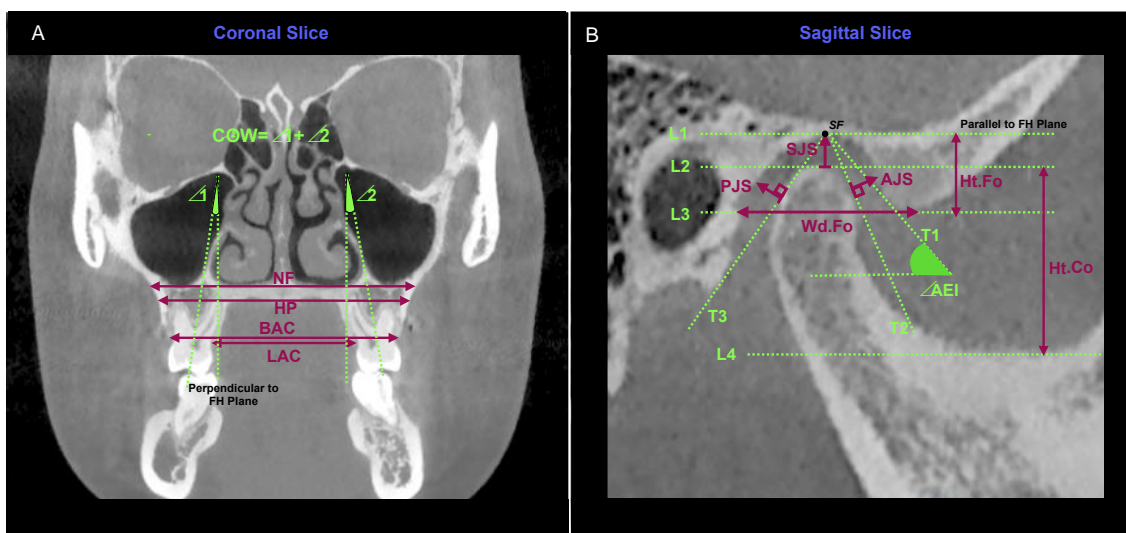 A
Coronal Slice
COW= ⦟1+ ⦟2
⦟1
⦟2
NF
HP
BAC
LAC
Perpendicular to
FH Plane
B
Sagittal Slice
SF
L1
Parallel to FH Plane
SJS
L2
PJS
AJS
Ht.Fo
L3
Wd.Fo
T1
Ht.Co
⦟AEI
T3
T2
L4